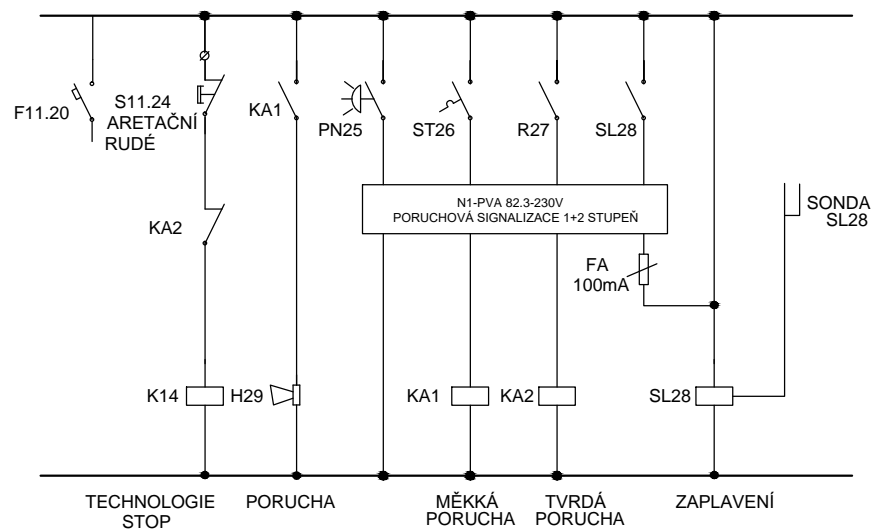 F11.20
S11.24
ARETAČNÍ
RUDÉ
KA1
PN25
ST26
R27
SL28
N1-PVA 82.3-230V
PORUCHOVÁ SIGNALIZACE 1+2 STUPEŇ
SONDA
SL28
KA2
FA
100mA
K14
H29
KA1
KA2
SL28
TECHNOLOGIE
STOP
PORUCHA
MĚKKÁ
PORUCHA
TVRDÁ
PORUCHA
ZAPLAVENÍ